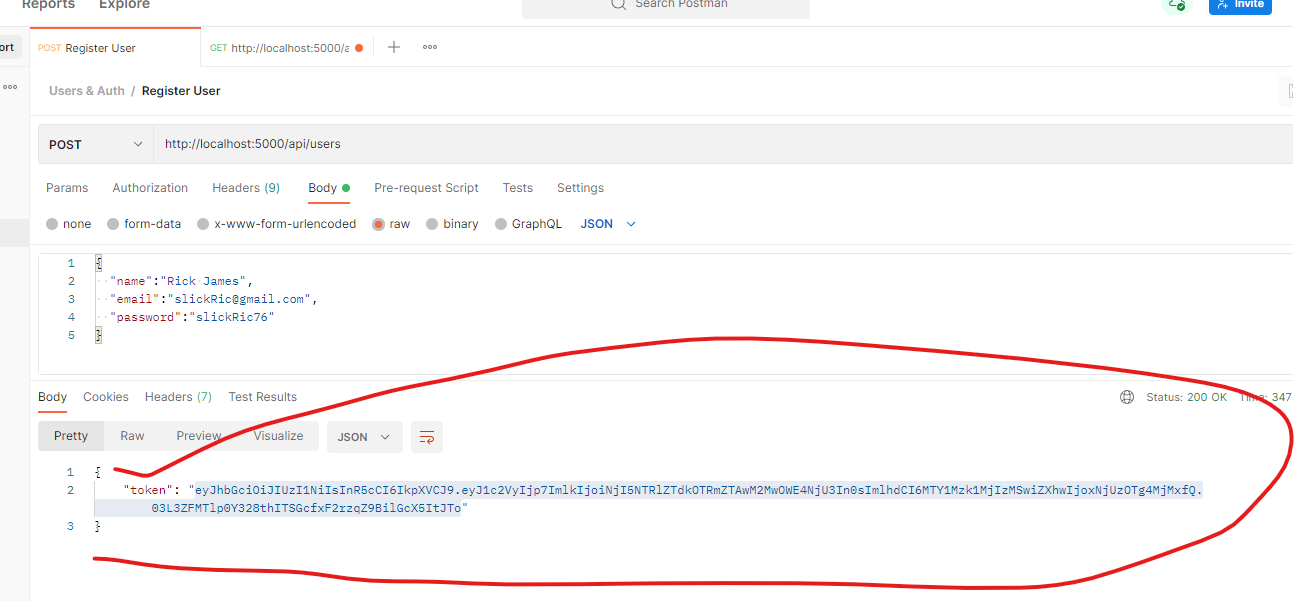 Reports Explore Search Postman Invite
ort POST Register User GET http://localhost:5000/a
Users & Auth / Register User
POST http://localhost:5000/api/users
Params Authorization Headers (9) Body Pre-request Script Tests Settings
none form-data x-www-form-urlencoded raw binary GraphQL JSON
1 {
2 "name":"Rick James",
3 "email":"slickRic@gmail.com",
4 "password":"slickRic76"
5 }
Body Cookies Headers (7) Test Results Status: 200 OK Time: 347
Pretty Raw Preview Visualize JSON
1 {
2 "token": "eyJhbGciOiJIUzI1NiIsInR5cCI6IkpXVCJ9.eyJ1c2VyIjp7ImlkIjoiNjI5NTRlZTdkOTRmZTAwM2MwOWE4NjU3In0sImlhdCI6MTY1Mzk1MjIzMSwiZXhwIjoxNjUzOTg4MjMxfQ.
03L3ZFMTlp0Y328thITSGcfxF2rzqZ9BilGcX5ItJTo"
3 }